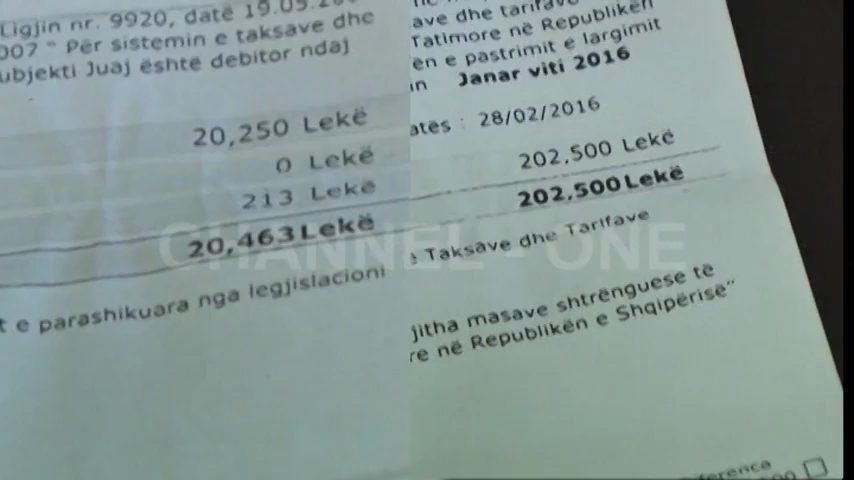 Ligjin nr. 9920, datë 19.05.20
007 " Për sistemin e taksave dhe
ubjekti Juaj është debitor ndaj
20,250 Lekë
0 Lekë
213 Lekë
20,463 Lekë
t e parashikuara nga legjislacioni
ave dhe tarifave
Tatimore në Republikën
ën e pastrimit e largimit
in Janar viti 2016
atës : 28/02/2016
202,500 Lekë
202,500 Lekë
e Taksave dhe Tarifave
jitha masave shtrënguese të
re në Republikën e Shqipërisë"
ferenca
CHANNEL - ONE